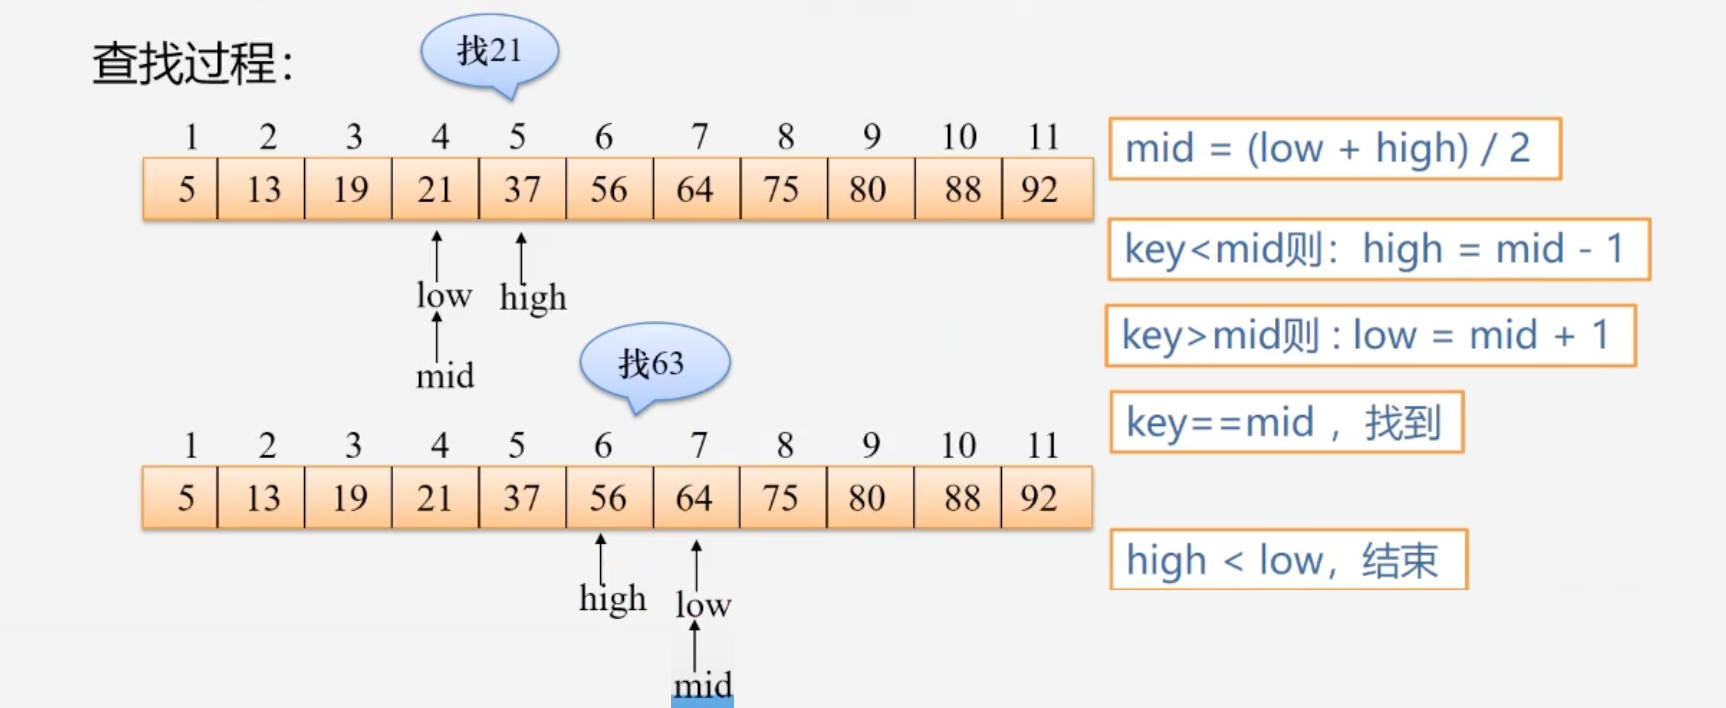 查找过程:
找21
1 2 3 4 5 6 7 8 9 10 11
5 13 19 21 37 56 64 75 80 88 92
low high
mid
找63
1 2 3 4 5 6 7 8 9 10 11
5 13 19 21 37 56 64 75 80 88 92
high low
mid
mid = (low + high) / 2
key<mid则: high = mid - 1
key>mid则 : low = mid + 1
key==mid ，找到
high < low，结束